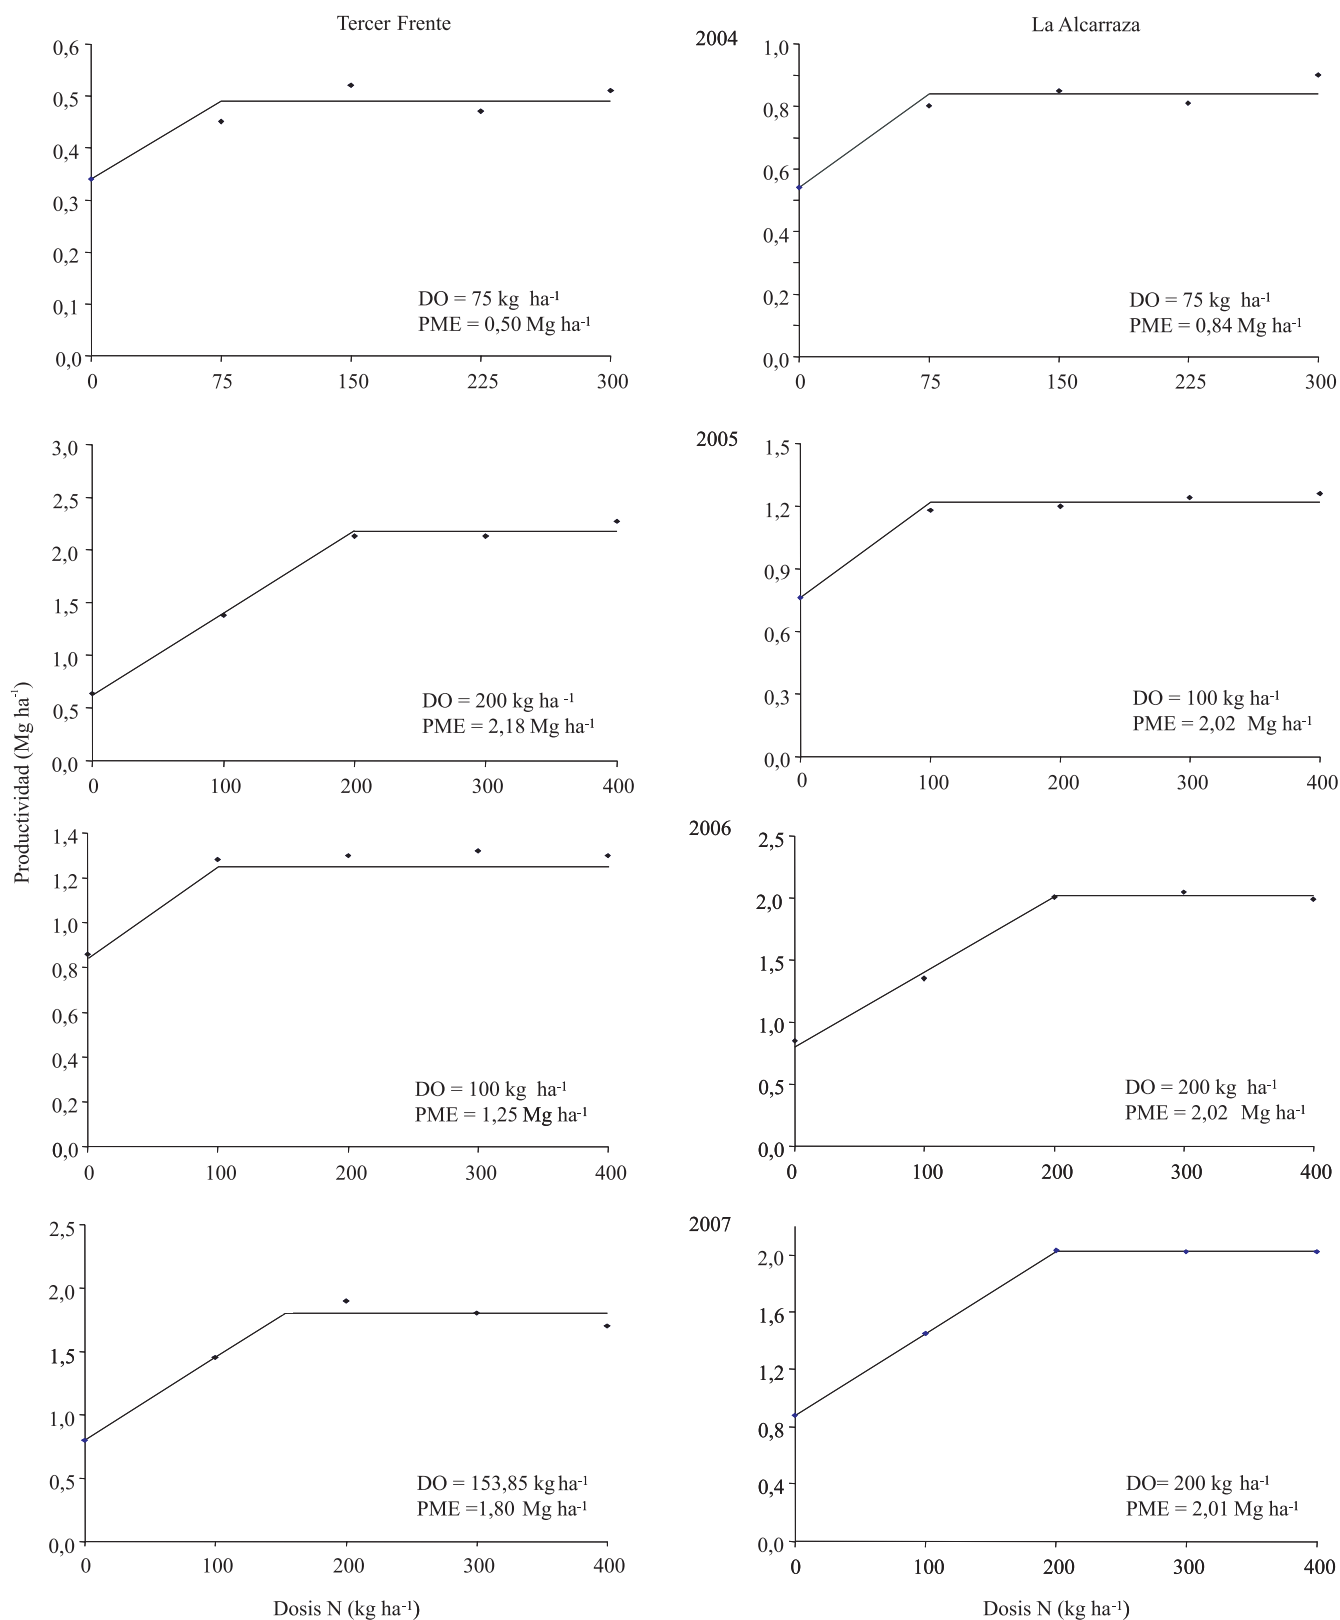 Tercer Frente
La Alcarraza
Productividad (Mg ha-1)
0,6
0,5
0,4
0,3
0,2
0,1
0,0
0 75 150 225 300
DO = 75 kg ha-1
PME = 0,50 Mg ha-1
2004
1,0
0,8
0,6
0,4
0,2
0,0
0 75 150 225 300
DO = 75 kg ha-1
PME = 0,84 Mg ha-1
3,0
2,5
2,0
1,5
1,0
0,5
0,0
0 100 200 300 400
DO = 200 kg ha -1
PME = 2,18 Mg ha-1
2005
1,5
1,2
0,9
0,6
0,3
0,0
0 100 200 300 400
DO = 100 kg ha-1
PME = 2,02 Mg ha-1
1,4
1,2
1,0
0,8
0,6
0,4
0,2
0,0
0 100 200 300 400
DO = 100 kg ha-1
PME = 1,25 Mg ha-1
2006
2,5
2,0
1,5
1,0
0,5
0,0
0 100 200 300 400
DO = 200 kg ha-1
PME = 2,02 Mg ha-1
2,5
2,0
1,5
1,0
0,5
0,0
0 100 200 300 400
DO = 153,85 kg ha-1
PME =1,80 Mg ha-1
2007
2,0
1,6
1,2
0,8
0,4
0,0
0 100 200 300 400
DO= 200 kg ha-1
PME = 2,01 Mg ha-1
Dosis N (kg ha-1)
Dosis N (kg ha-1)